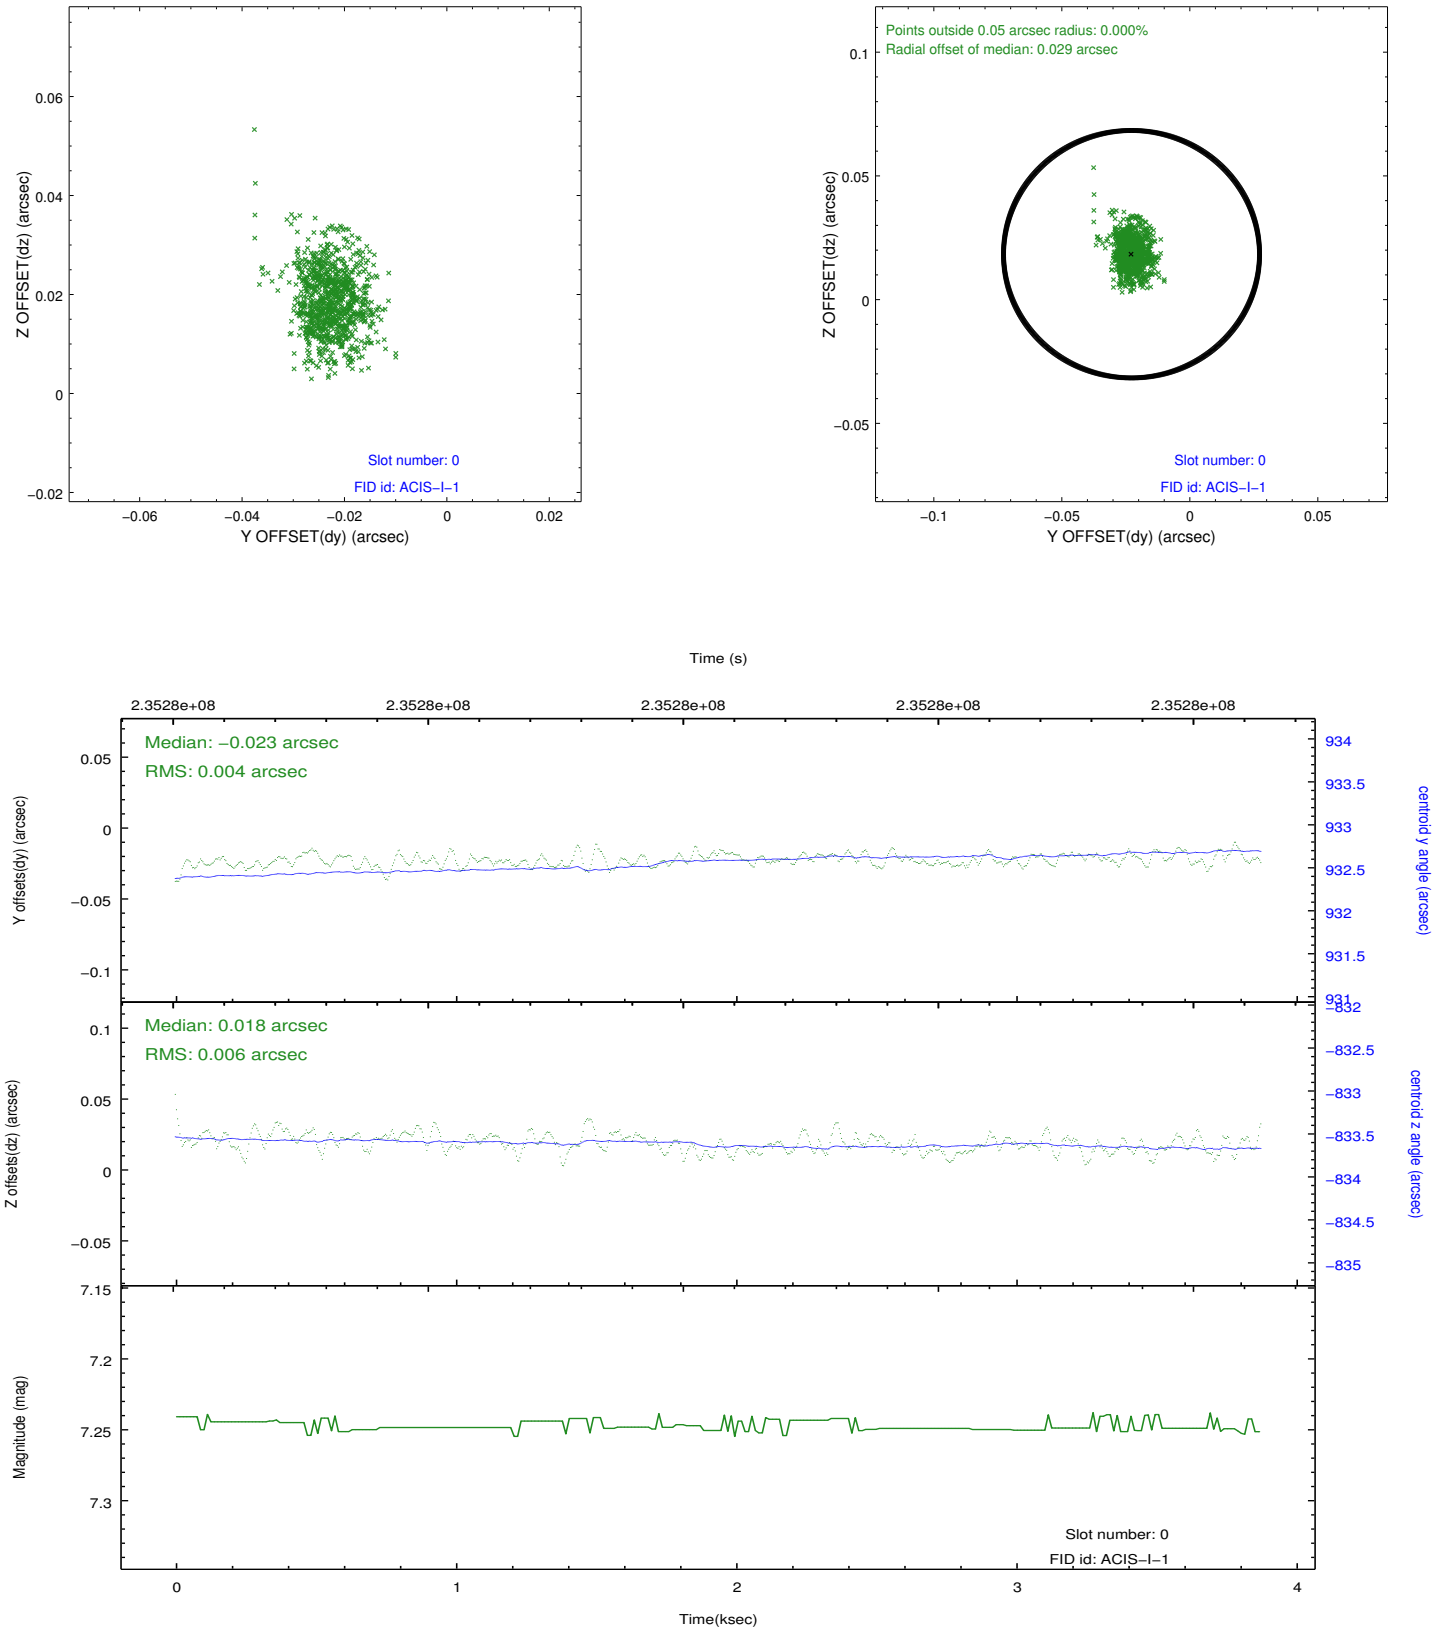 0.06
0.04
0.02
0
−0.02
Z OFFSET(dz) (arcsec)
Slot number: 0
FID id: ACIS−I−1
−0.06
−0.04
−0.02
0
0.02
Y OFFSET(dy) (arcsec)
Points outside 0.05 arcsec radius: 0.000%
Radial offset of median: 0.029 arcsec
0.1
0.05
0
−0.05
Z OFFSET(dz) (arcsec)
Slot number: 0
FID id: ACIS−I−1
−0.1
−0.05
0
0.05
Y OFFSET(dy) (arcsec)
Time (s)
2.3528e+08
2.3528e+08
2.3528e+08
2.3528e+08
2.3528e+08
Median: −0.023 arcsec
RMS: 0.004 arcsec
0.05
0
−0.05
−0.1
Y offsets(dy) (arcsec)
934
933.5
933
932.5
932
931.5
931
centroid y angle (arcsec)
Median: 0.018 arcsec
RMS: 0.006 arcsec
0.1
0.05
0
−0.05
Z offsets(dz) (arcsec)
−832
−832.5
−833
−833.5
−834
−834.5
−835
centroid z angle (arcsec)
7.15
7.2
7.25
7.3
Magnitude (mag)
Slot number: 0
FID id: ACIS−I−1
0
1
2
3
4
Time(ksec)